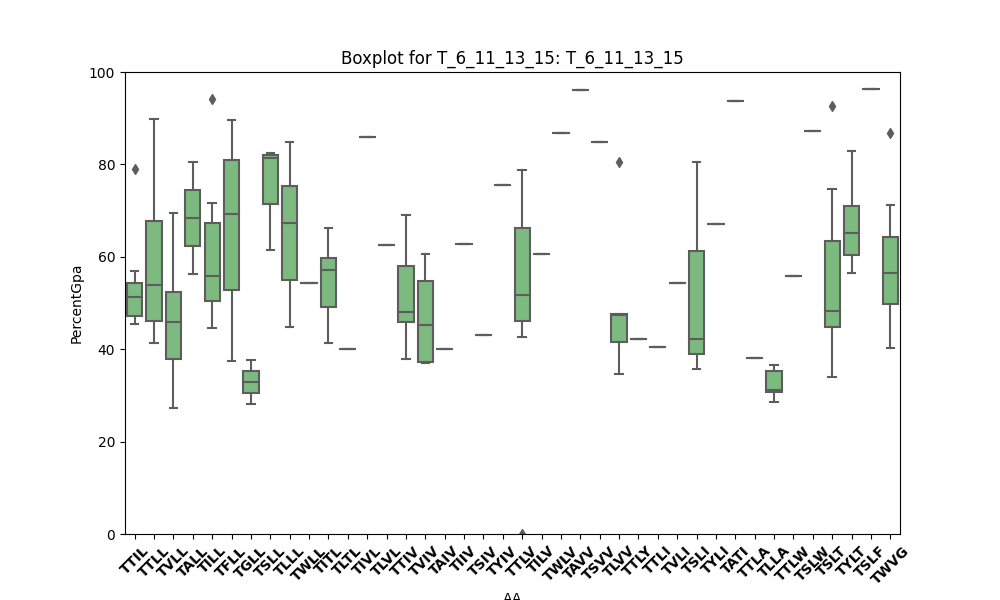 Boxplot for T_6_11_13_15: T_6_11_13_15
100
80
60
40
20
0
PercentGpa
TTIL TTLL TVLL TALL TILL TFLL TGLL TSLL TLLL TWLL TITL TLTL TIVL TLVL TTIV TVIV TAIV TIIV TSIV TYIV TTLV TILV TWLV TAVV TSVV TLVV TTLY TTLI TVLI TSLI TYLI TATI TTLA TLLA TTLW TSLW TSLT TYLT TSLF TWVG
AA